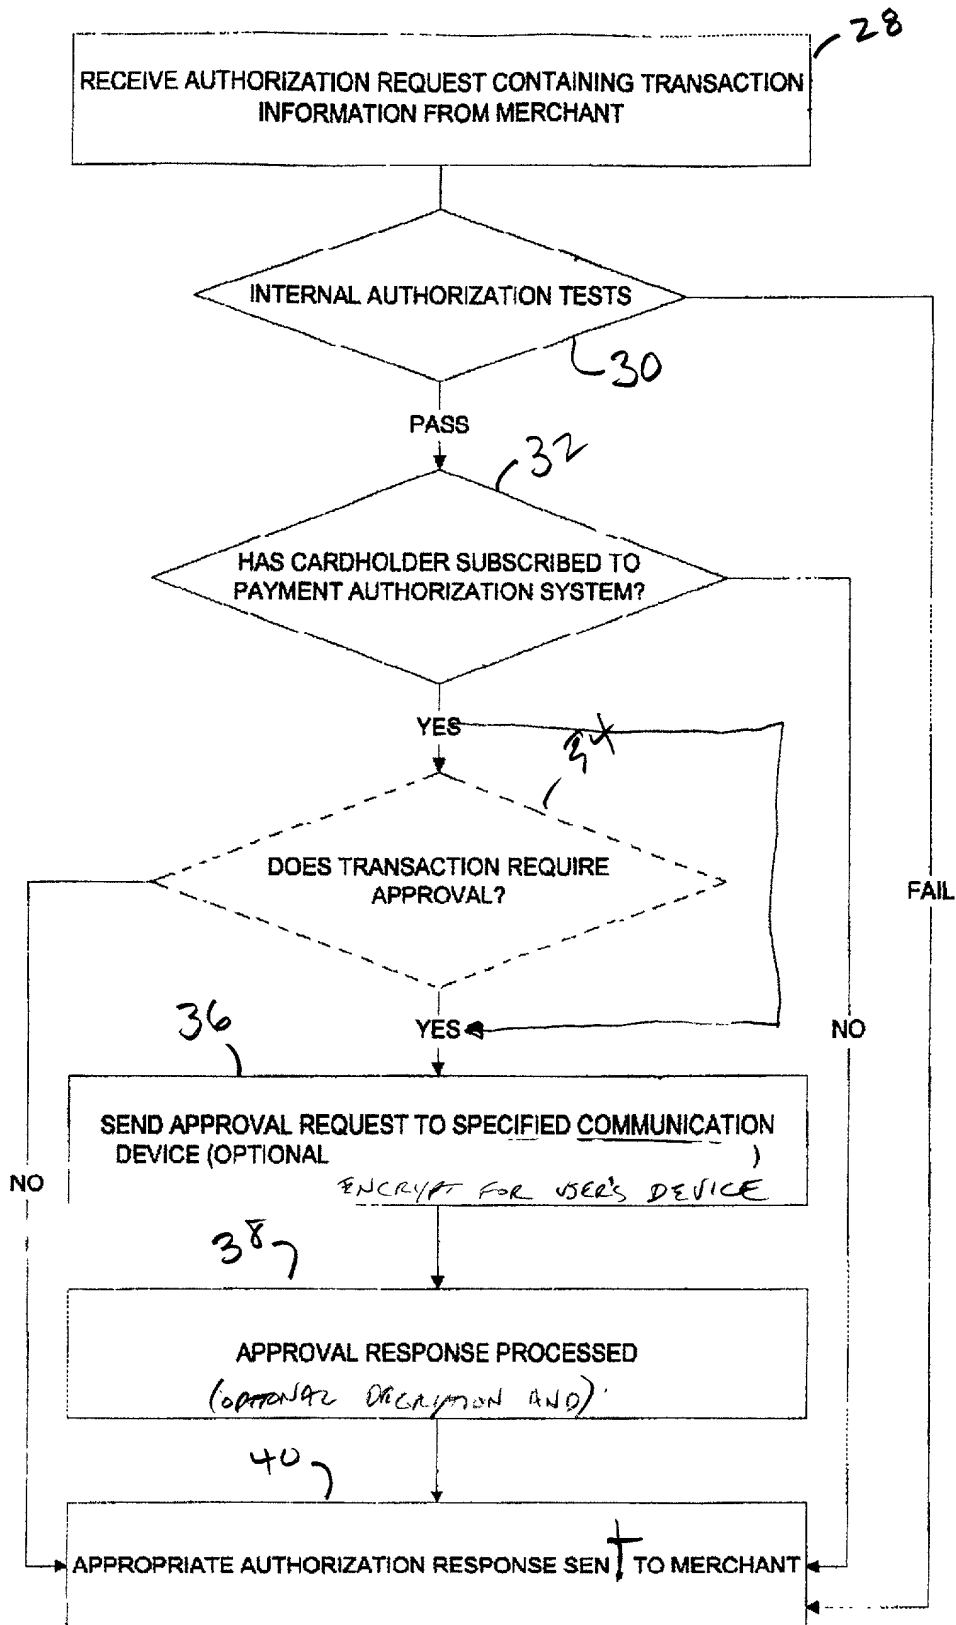 28
RECEIVE AUTHORIZATION REQUEST CONTAINING TRANSACTION
INFORMATION FROM MERCHANT
INTERNAL AUTHORIZATION TESTS
30
PASS
32
HAS CARDHOLDER SUBSCRIBED TO
PAYMENT AUTHORIZATION SYSTEM?
YES
34
DOES TRANSACTION REQUIRE
APPROVAL?
FAIL
YES
NO
36
SEND APPROVAL REQUEST TO SPECIFIED COMMUNICATION
DEVICE (OPTIONAL )
ENCRYPT FOR USER'S DEVICE
NO
38
APPROVAL RESPONSE PROCESSED
(OPTIONAL DECRIPTION AND)
40
APPROPRIATE AUTHORIZATION RESPONSE SENT TO MERCHANT